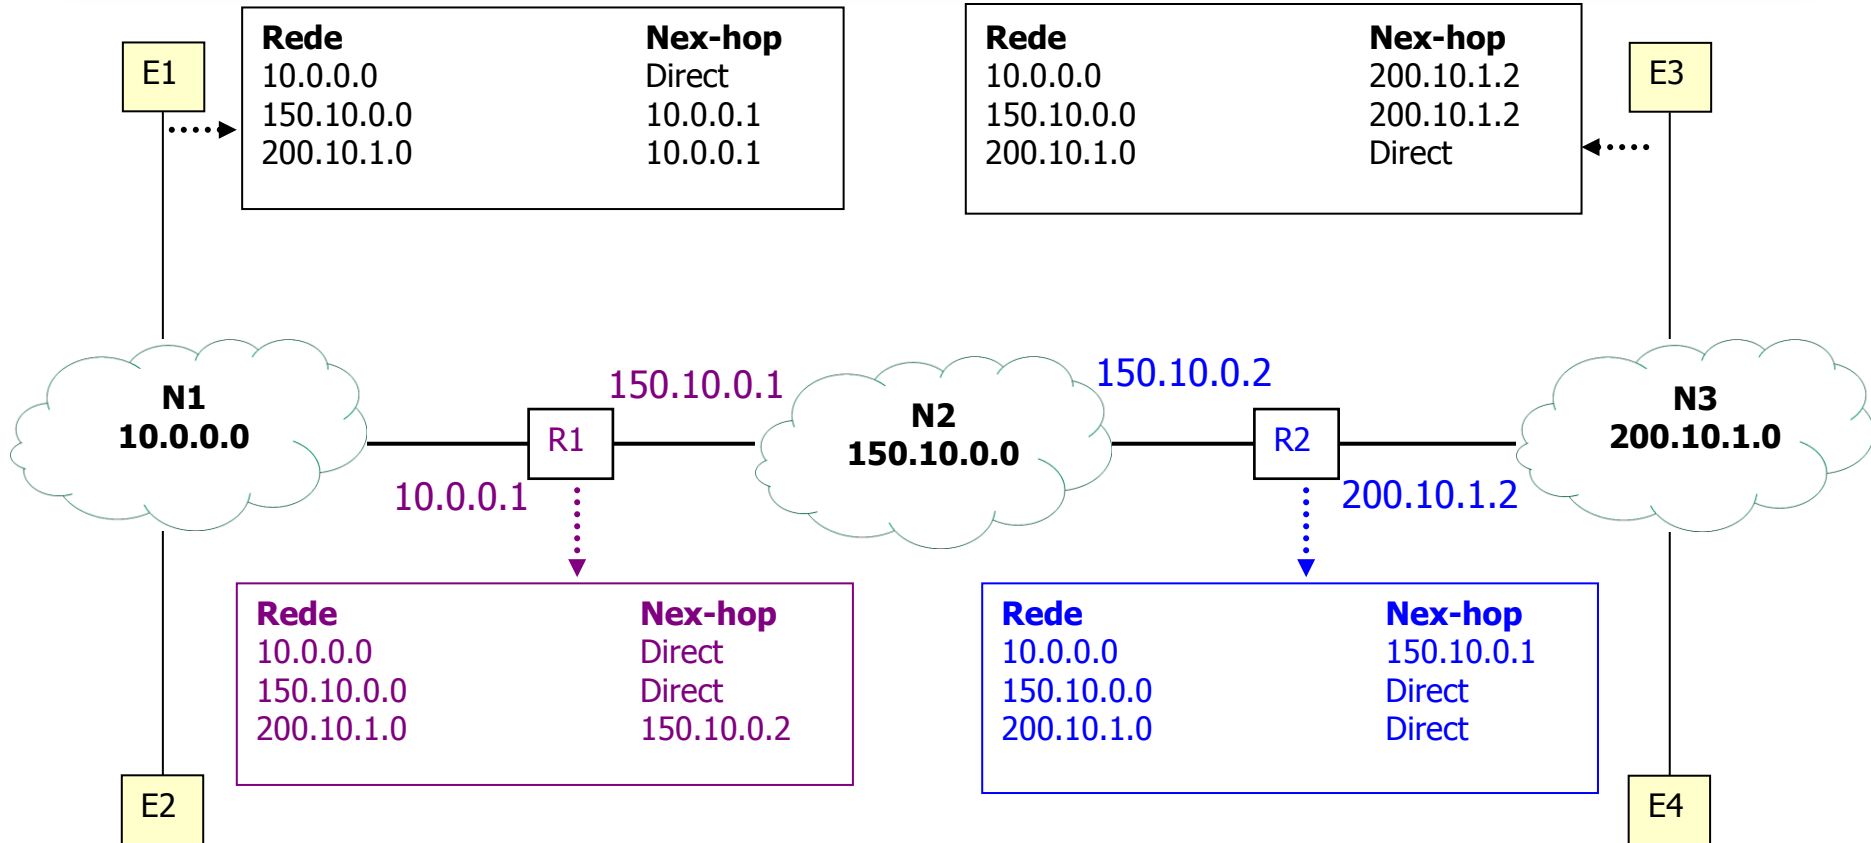 E1
Rede Nex-hop
10.0.0.0 Direct
150.10.0.0 10.0.0.1
200.10.1.0 10.0.0.1
Rede Nex-hop
10.0.0.0 200.10.1.2
150.10.0.0 200.10.1.2
200.10.1.0 Direct
E3
N1
10.0.0.0
10.0.0.1
R1
150.10.0.1
N2
150.10.0.0
150.10.0.2
R2
200.10.1.2
N3
200.10.1.0
Rede Nex-hop
10.0.0.0 Direct
150.10.0.0 Direct
200.10.1.0 150.10.0.2
Rede Nex-hop
10.0.0.0 150.10.0.1
150.10.0.0 Direct
200.10.1.0 Direct
E2
E4